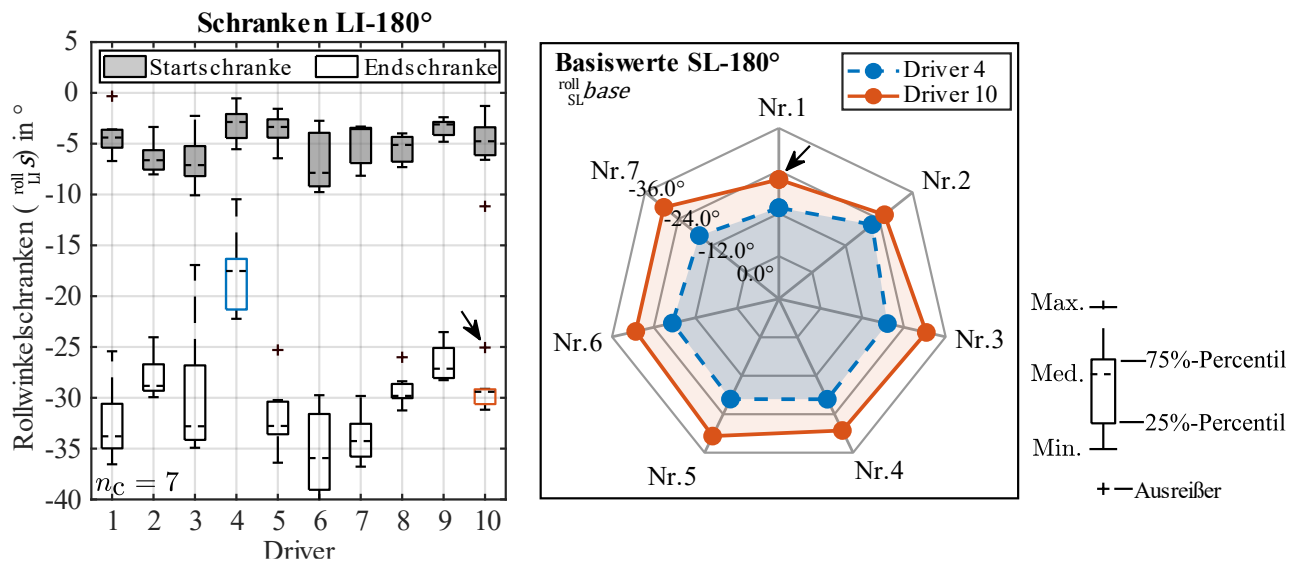 Schranken LI-180°
Startschranke
Endschranke
Rollwinkelschranken ( roll LI s) in °
5
0
-5
-10
-15
-20
-25
-30
-35
-40
n_c = 7
1 2 3 4 5 6 7 8 9 10
Driver
Basiswerte SL-180°
roll SL base
Driver 4
Driver 10
Nr.1
Nr.2
Nr.3
Nr.4
Nr.5
Nr.6
Nr.7
-36.0°
-24.0°
-12.0°
0.0°
Max.
75%-Percentil
Med.
25%-Percentil
Min.
Ausreißer